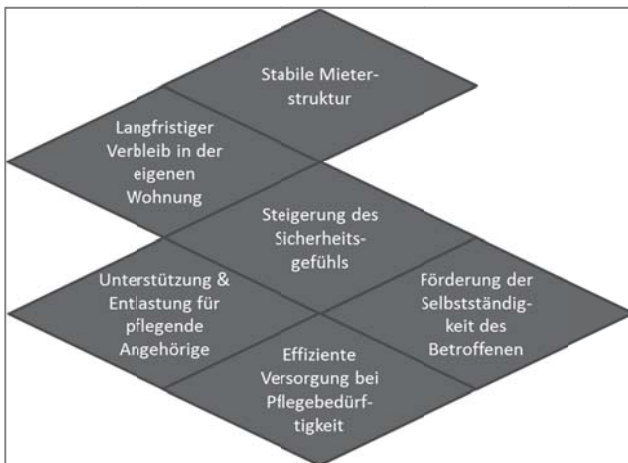 Stabile Mieter-
struktur
Langfristiger
Verbleib in der
eigenen
Wohnung
Steigerung des
Sicherheits-
gefühls
Unterstützung &
Entlastung für
pflegende
Angehörige
Förderung der
Selbstständig-
keit des
Betroffenen
Effiziente
Versorgung bei
Pflegebedürf-
tigkeit